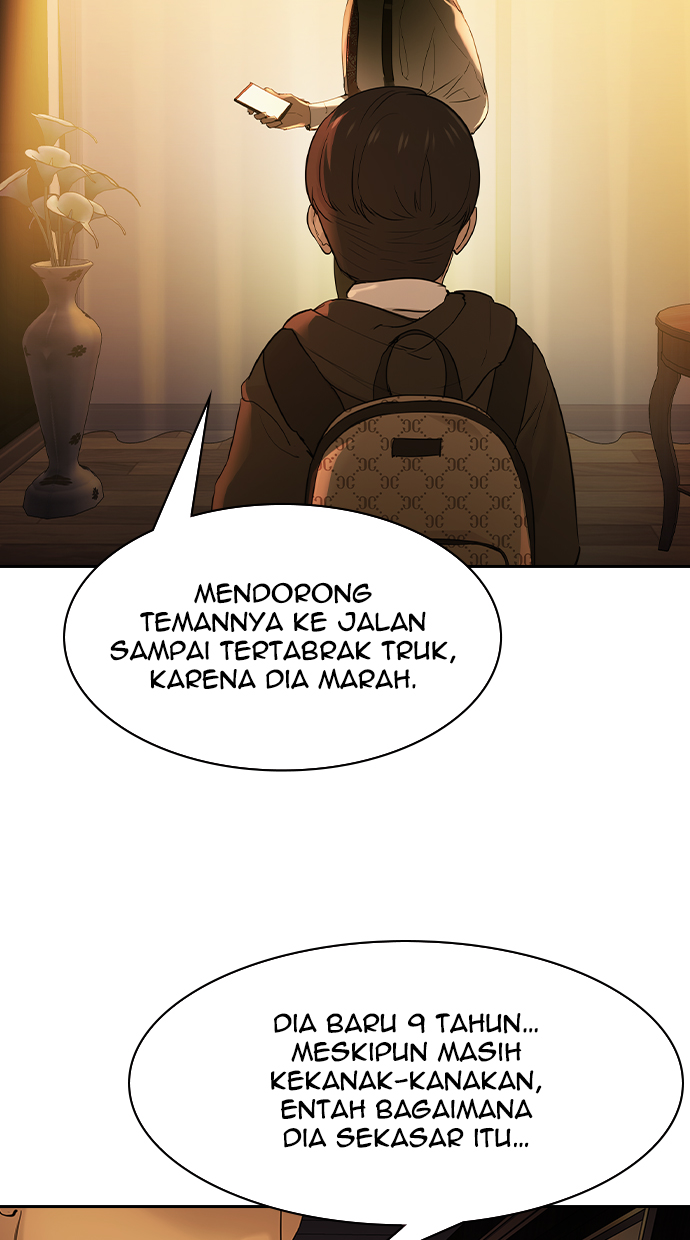 MENDORONG
TEMANNYA KE JALAN
SAMPAI TERTABRAK TRUK,
KARENA DIA MARAH.
DIA BARU 9 TAHUN...
MESKIPUN MASIH
KEKANAK-KANAKAN,
ENTAH BAGAIMANA
DIA SEKASAR ITU...